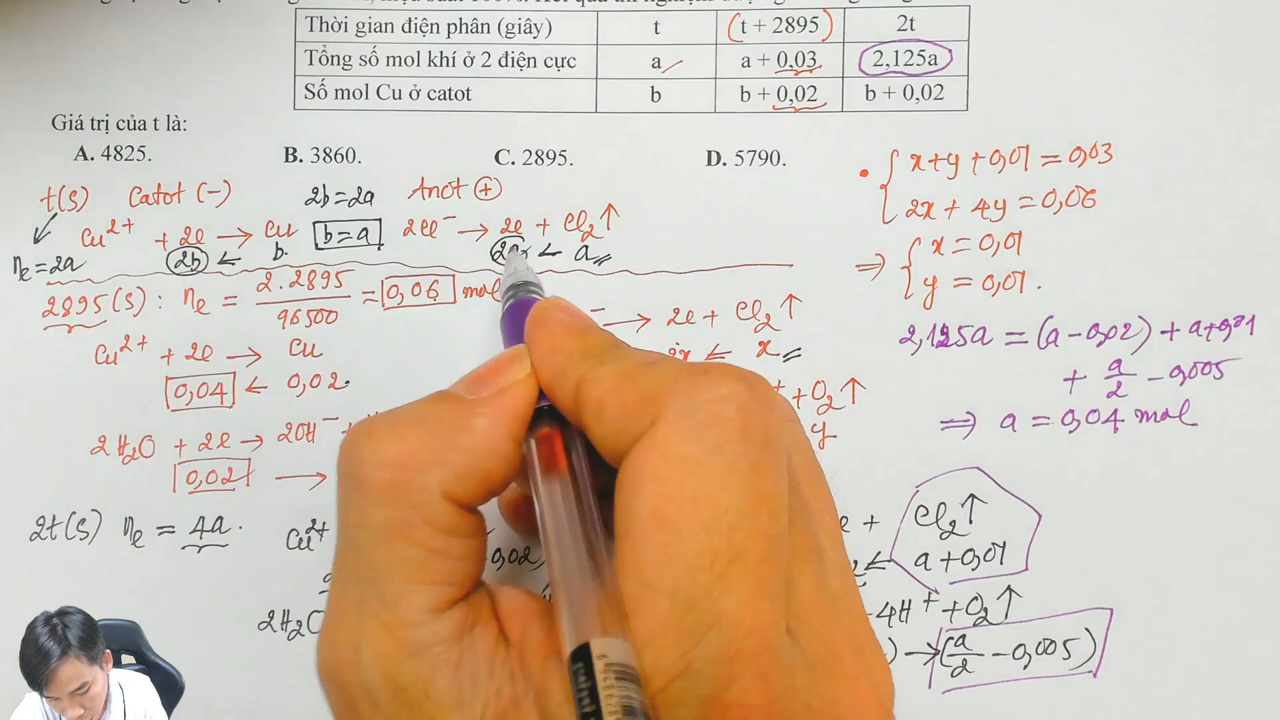 Thời gian điện phân (giây) t (t + 2895) 2t
Tổng số mol khí ở 2 điện cực a a + 0,03 2,125a
Số mol Cu ở catot b b + 0,02 b + 0,02
Giá trị của t là:
A. 4825. B. 3860. C. 2895. D. 5790.
t(s) Catot (-) 2b=2a Anot (+)
Cu²⁺ + 2e → Cu b=a 2Cl⁻ → 2e + Cl₂↑
nₑ=2a 2b ← b. ← a
2895(s): nₑ = 2.2895/96500 = 0,06 mol
Cu²⁺ + 2e → Cu → 2e + Cl₂↑
0,04 ← 0,02 ← x
2H₂O + 2e → 2OH⁻ + O₂↑
0,02 → y
2t(s) nₑ = 4a. Cu²⁺ + Cl₂↑
0,02 ← a+0,01
2H₂O 4H⁺ + O₂↑
→ (a/2 - 0,005)
{ x+y+0,01=0,03
2x+4y=0,06
⇒ { x=0,01
y=0,01.
2,125a = (a-0,02) + a+0,01
+ a/2 - 0,005
⇒ a = 0,04 mol